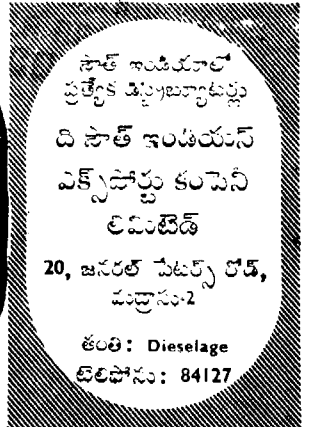 సౌత్ ఇండియాలో
ప్రత్యేక డిస్ట్రిబ్యూటర్లు
ది సౌత్ ఇండియన్
ఎక్స్‌పోర్టు కంపెనీ
లిమిటెడ్
20, జనరల్ పేటర్స్ రోడ్,
మద్రాసు-2
తంతి: Dieselage
టెలిఫోను: 84127